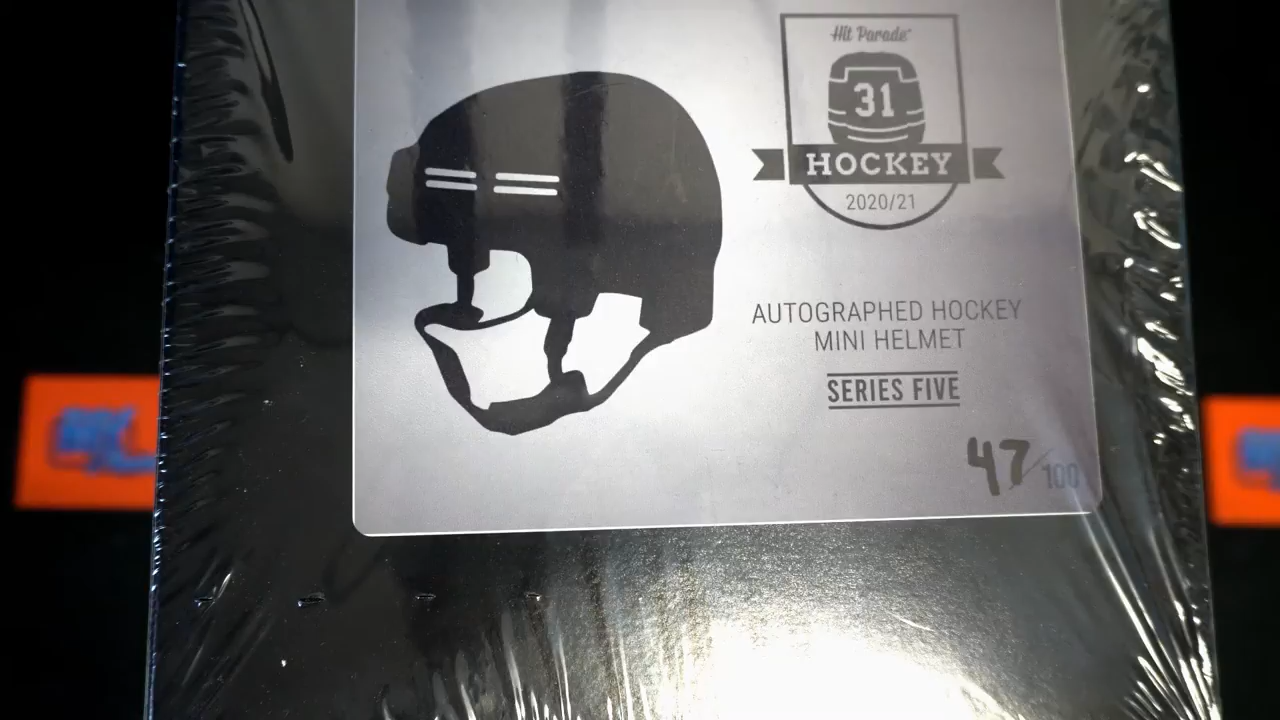 Hit Parade
31
HOCKEY
2020/21
AUTOGRAPHED HOCKEY
MINI HELMET
SERIES FIVE
47/100